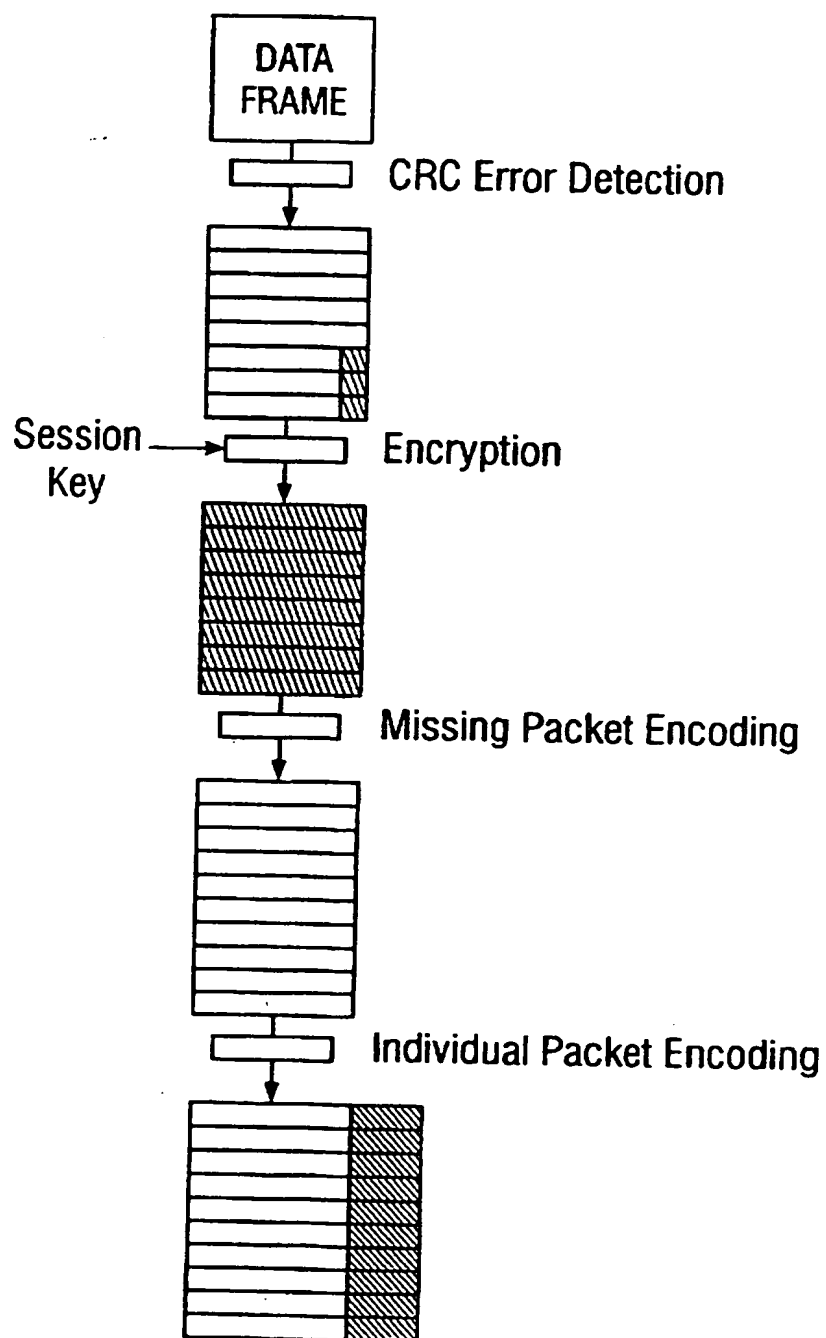 DATA
FRAME
CRC Error Detection
Session
Key
Encryption
Missing Packet Encoding
Individual Packet Encoding